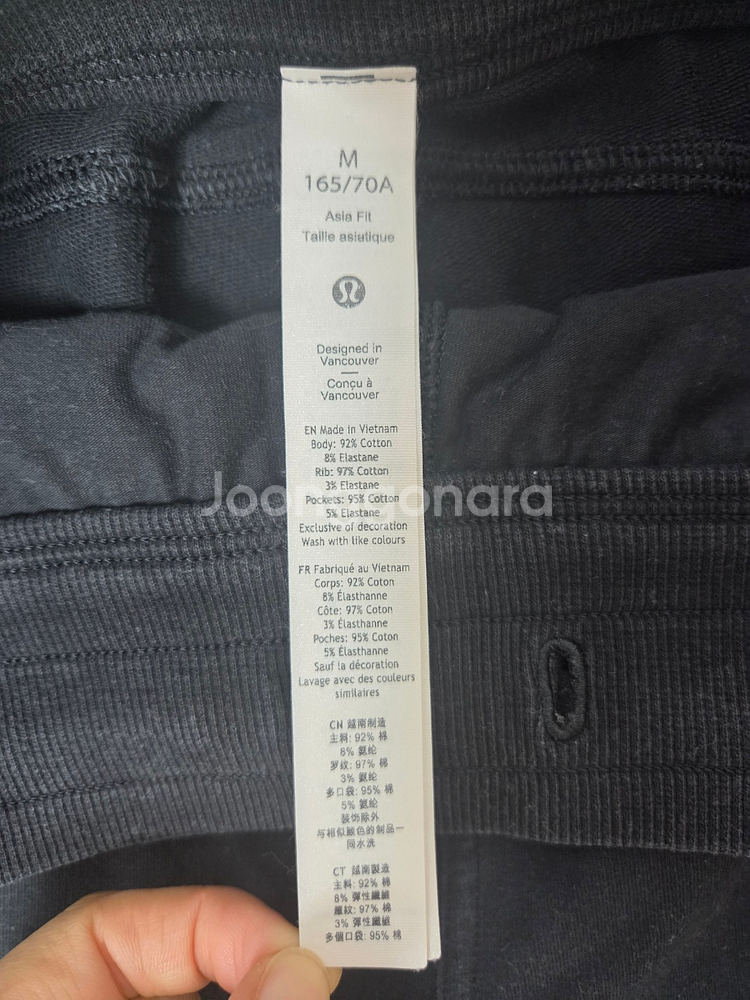 M
165/70A
Asia Fit
Taille asiatique
Designed in
Vancouver
Conçu à
Vancouver
EN Made in Vietnam
Body: 92% Cotton
8% Elastane
Rib: 97% Cotton
3% Elastane
Pockets: 95% Cotton
5% Elastane
Exclusive of decoration
Wash with like colours
FR Fabriqué au Vietnam
Corps: 92% Coton
8% Élasthanne
Côte: 97% Coton
3% Élasthanne
Poches: 95% Coton
5% Élasthanne
Sauf la décoration
Lavage avec des couleurs
similaires
CN 越南制造
主料: 92% 棉
8% 氨纶
罗纹: 97% 棉
3% 氨纶
多口袋: 95% 棉
5% 氨纶
装饰除外
与相似颜色的制品一
同水洗
CT 越南製造
主料: 92% 棉
8% 彈性纖維
羅紋: 97% 棉
3% 彈性纖維
多個口袋: 95% 棉